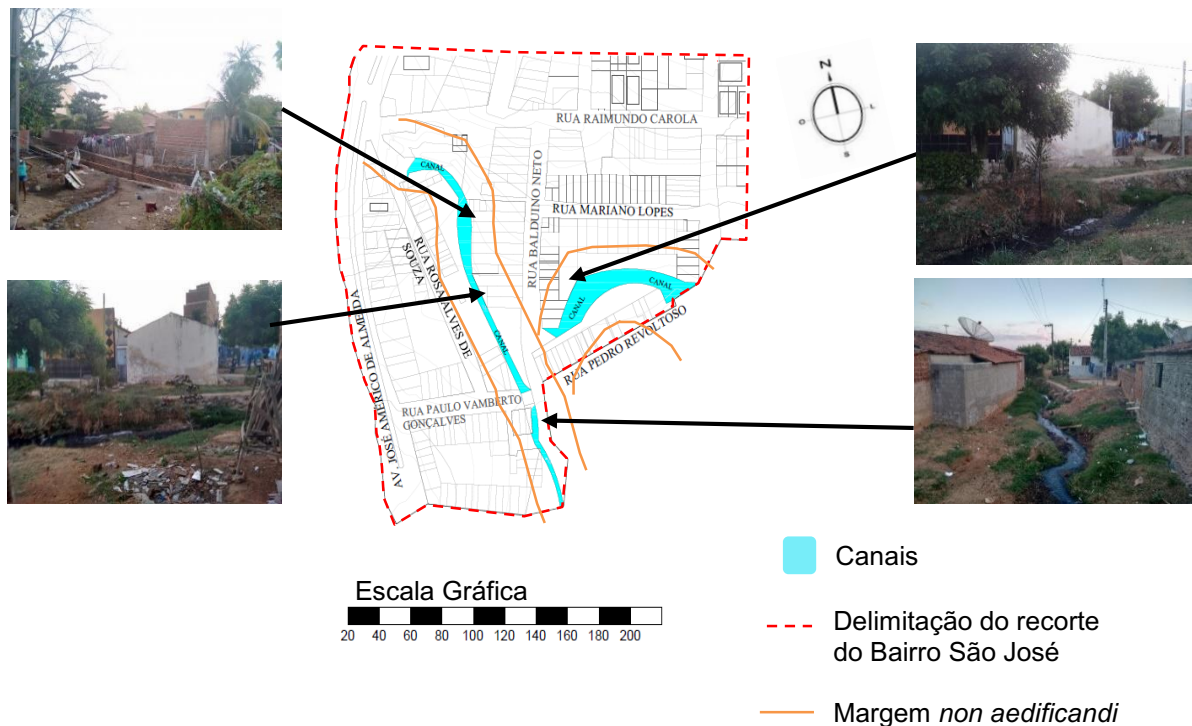 N
O
L
S
RUA RAIMUNDO CAROLA
CANAL
RUA BALDUINO NETO
RUA MARIANO LOPES
RUA ROSA ALVES DE
SOUZA
CANAL
CANAL
CANAL
AV. JOSÉ AMÉRICO DE ALMEIDA
RUA PEDRO REVOLTOSO
RUA PAULO VAMBERTO
GONÇALVES
Escala Gráfica
20 40 60 80 100 120 140 160 180 200
Canais
Delimitação do recorte
do Bairro São José
Margem non aedificandi